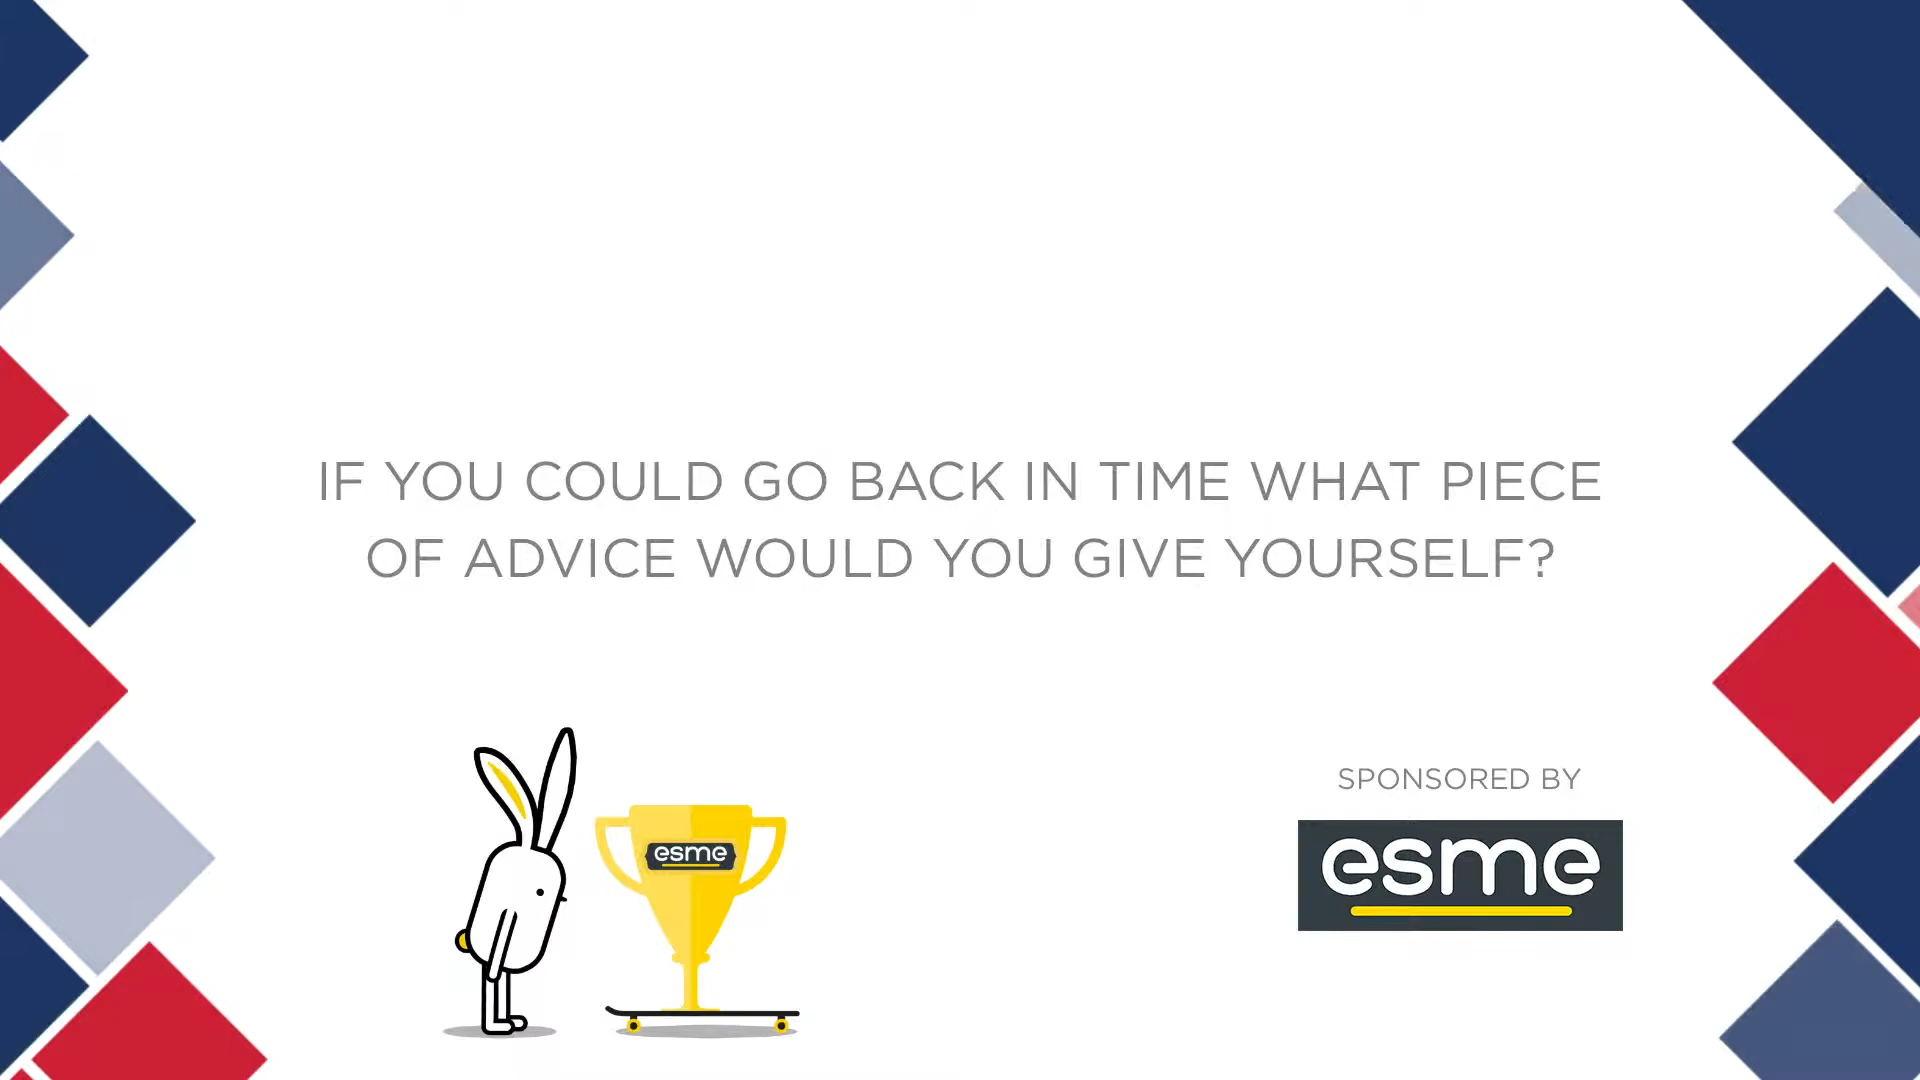 IF YOU COULD GO BACK IN TIME WHAT PIECE
OF ADVICE WOULD YOU GIVE YOURSELF?
esme
SPONSORED BY
esme